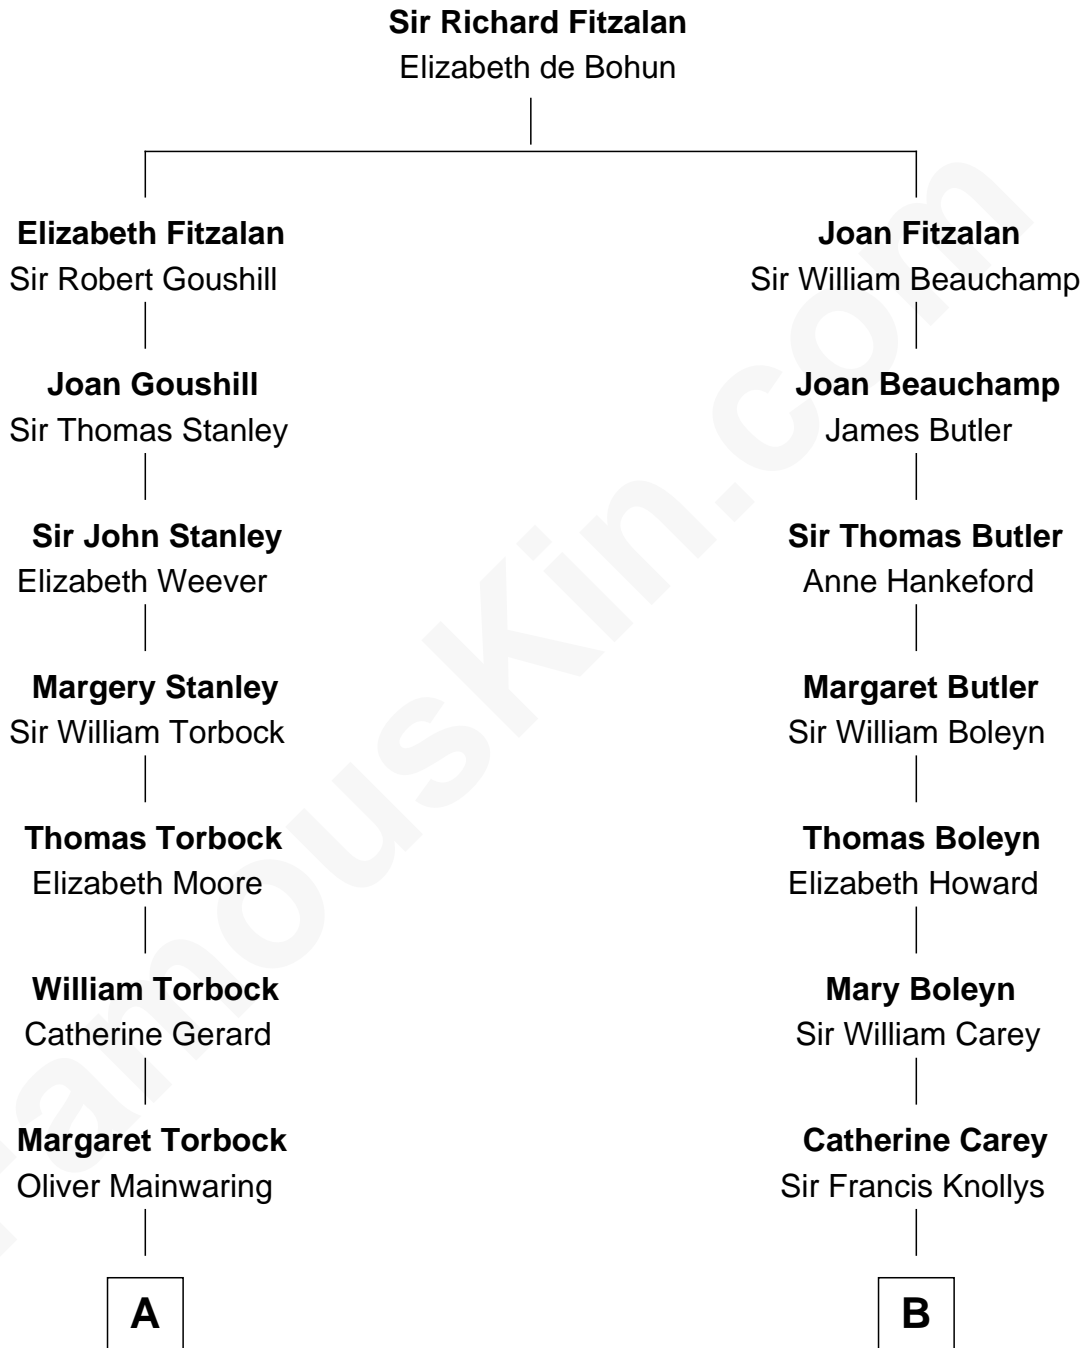 Sir Richard Fitzalan
Elizabeth de Bohun
Elizabeth Fitzalan
Sir Robert Goushill
Joan Fitzalan
Sir William Beauchamp
Joan Goushill
Sir Thomas Stanley
Joan Beauchamp
James Butler
Sir John Stanley
Elizabeth Weever
Sir Thomas Butler
Anne Hankeford
Margery Stanley
Sir William Torbock
Margaret Butler
Sir William Boleyn
Thomas Torbock
Elizabeth Moore
Thomas Boleyn
Elizabeth Howard
William Torbock
Catherine Gerard
Mary Boleyn
Sir William Carey
Margaret Torbock
Oliver Mainwaring
Catherine Carey
Sir Francis Knollys
A
B
FamousKin.com